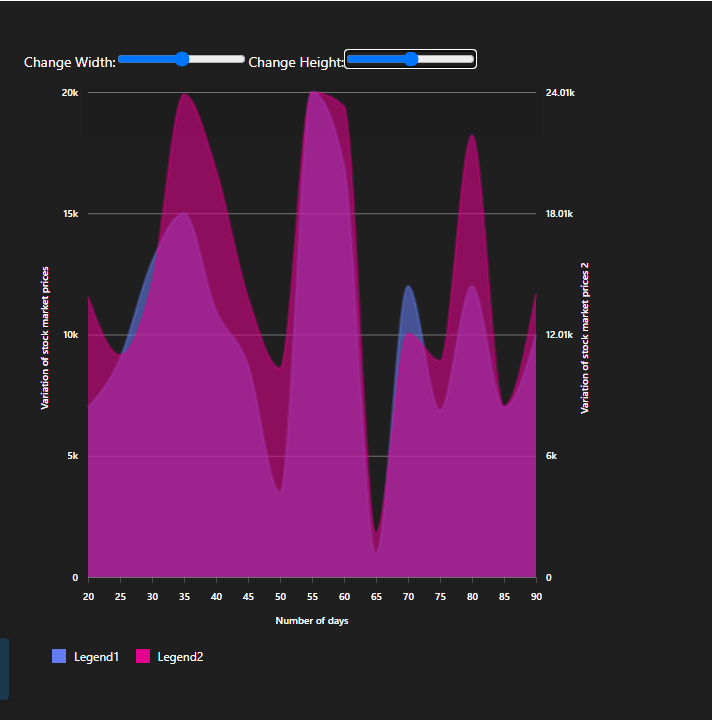 Change Width: Change Height:
20k 24.01k
15k 18.01k
Variation of stock market prices
Variation of stock market prices 2
10k 12.01k
5k 6k
0 0
20 25 30 35 40 45 50 55 60 65 70 75 80 85 90
Number of days
Legend1 Legend2